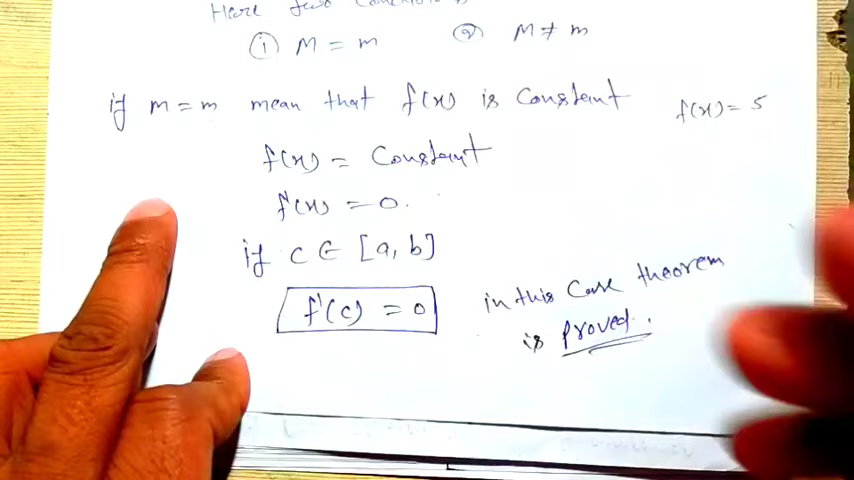 Here two
① M = m ② M ≠ m
if M = m mean that f(x) is Constant f(x) = 5
f(x) = Constant
f'(x) = 0.
if c ∈ [a, b]
f'(c) = 0 in this Case theorem
is proved.